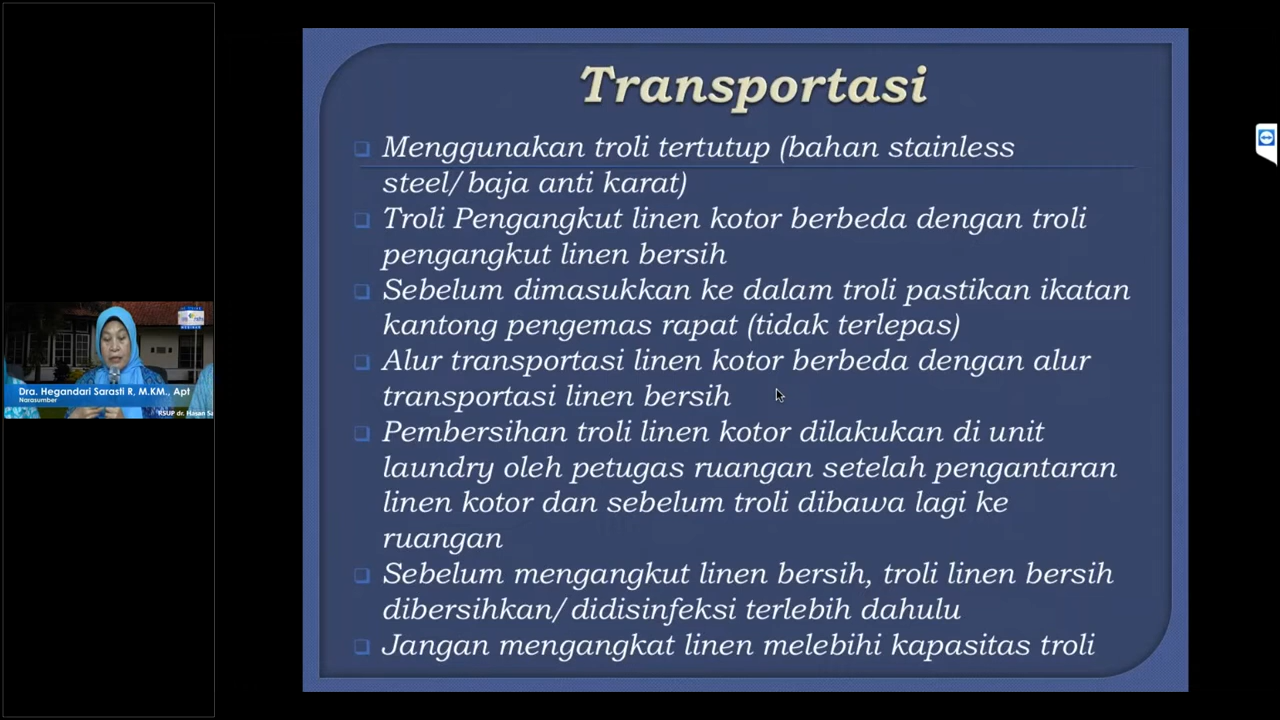 Transportasi
Menggunakan troli tertutup (bahan stainless
steel/baja anti karat)
Troli Pengangkut linen kotor berbeda dengan troli
pengangkut linen bersih
Sebelum dimasukkan ke dalam troli pastikan ikatan
kantong pengemas rapat (tidak terlepas)
Alur transportasi linen kotor berbeda dengan alur
transportasi linen bersih
Pembersihan troli linen kotor dilakukan di unit
laundry oleh petugas ruangan setelah pengantaran
linen kotor dan sebelum troli dibawa lagi ke
ruangan
Sebelum mengangkut linen bersih, troli linen bersih
dibersihkan/didisinfeksi terlebih dahulu
Jangan mengangkat linen melebihi kapasitas troli
Dra. Hegandari Sarasti R, M.KM., Apt
Narasumber
RSUP dr. Hasan Sa